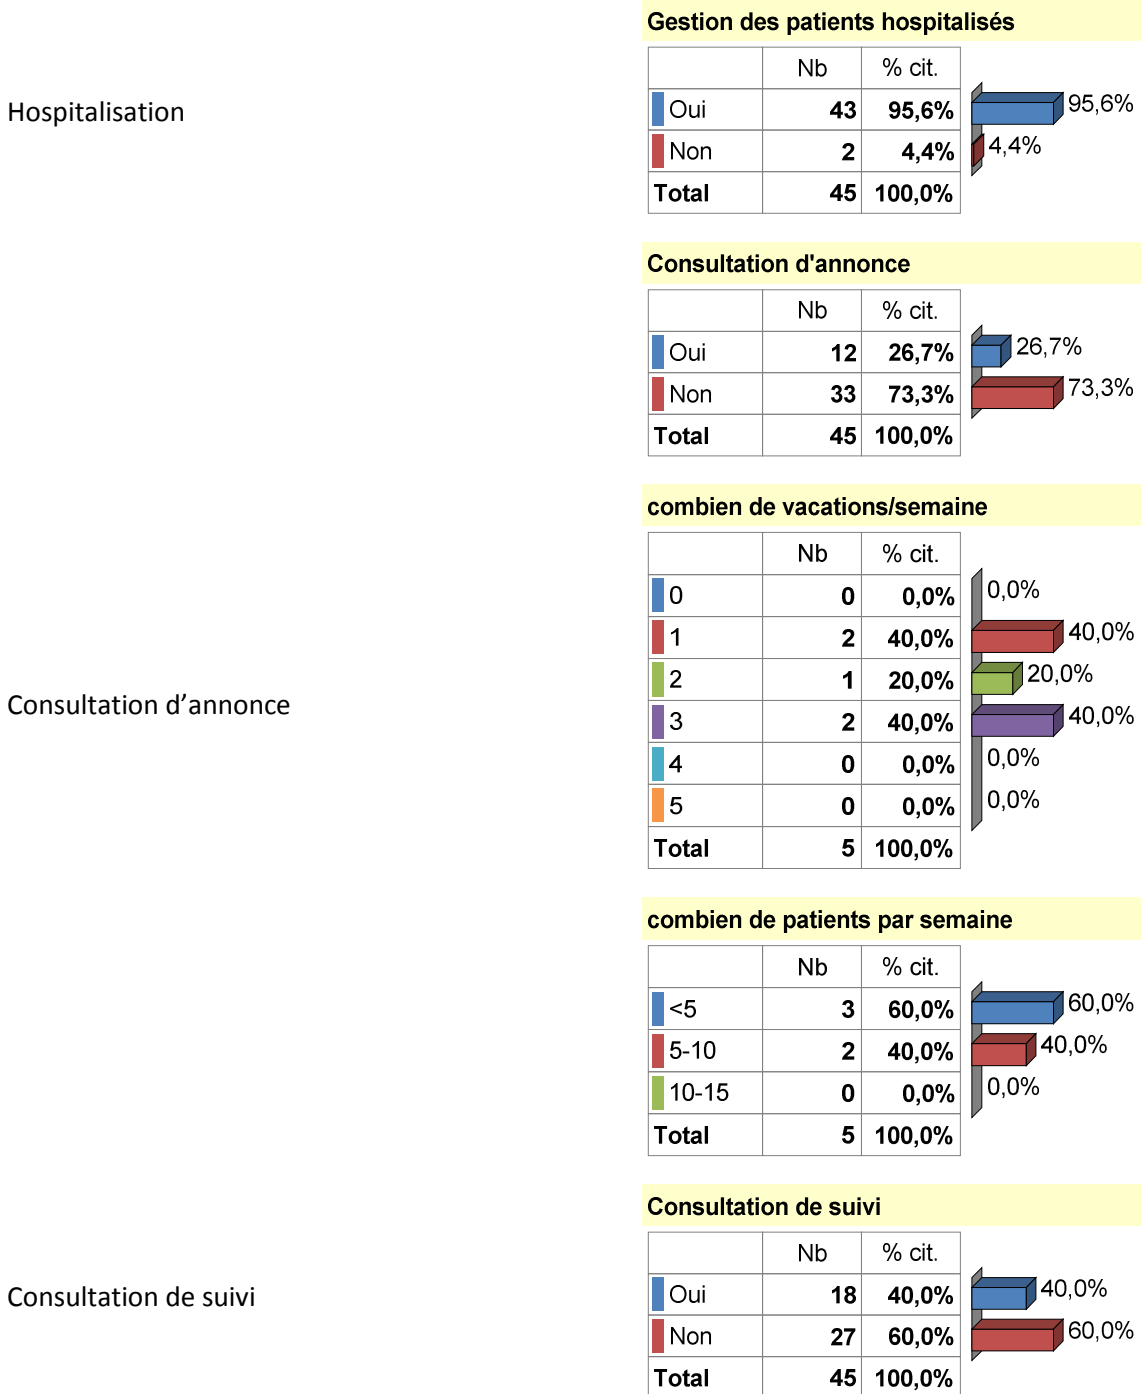 Gestion des patients hospitalisés
Hospitalisation
Nb % cit.
Oui 43 95,6% 95,6%
Non 2 4,4% 4,4%
Total 45 100,0%
Consultation d'annonce
Nb % cit.
Oui 12 26,7% 26,7%
Non 33 73,3% 73,3%
Total 45 100,0%
Consultation d’annonce
combien de vacations/semaine
Nb % cit.
0 0 0,0% 0,0%
1 2 40,0% 40,0%
2 1 20,0% 20,0%
3 2 40,0% 40,0%
4 0 0,0% 0,0%
5 0 0,0% 0,0%
Total 5 100,0%
combien de patients par semaine
Nb % cit.
<5 3 60,0% 60,0%
5-10 2 40,0% 40,0%
10-15 0 0,0% 0,0%
Total 5 100,0%
Consultation de suivi
Consultation de suivi
Nb % cit.
Oui 18 40,0% 40,0%
Non 27 60,0% 60,0%
Total 45 100,0%